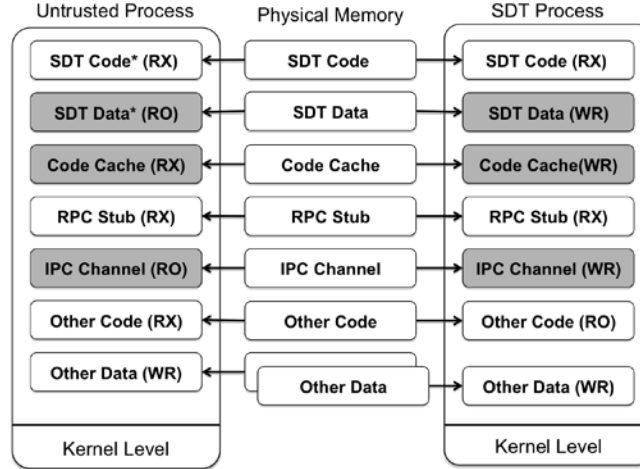 Untrusted Process Physical Memory SDT Process
SDT Code* (RX) SDT Code SDT Code (RX)
SDT Data* (RO) SDT Data SDT Data (WR)
Code Cache (RX) Code Cache Code Cache(WR)
RPC Stub (RX) RPC Stub RPC Stub (RX)
IPC Channel (RO) IPC Channel IPC Channel (WR)
Other Code (RX) Other Code Other Code (RO)
Other Data (WR) Other Data Other Data (WR)
Kernel Level Kernel Level